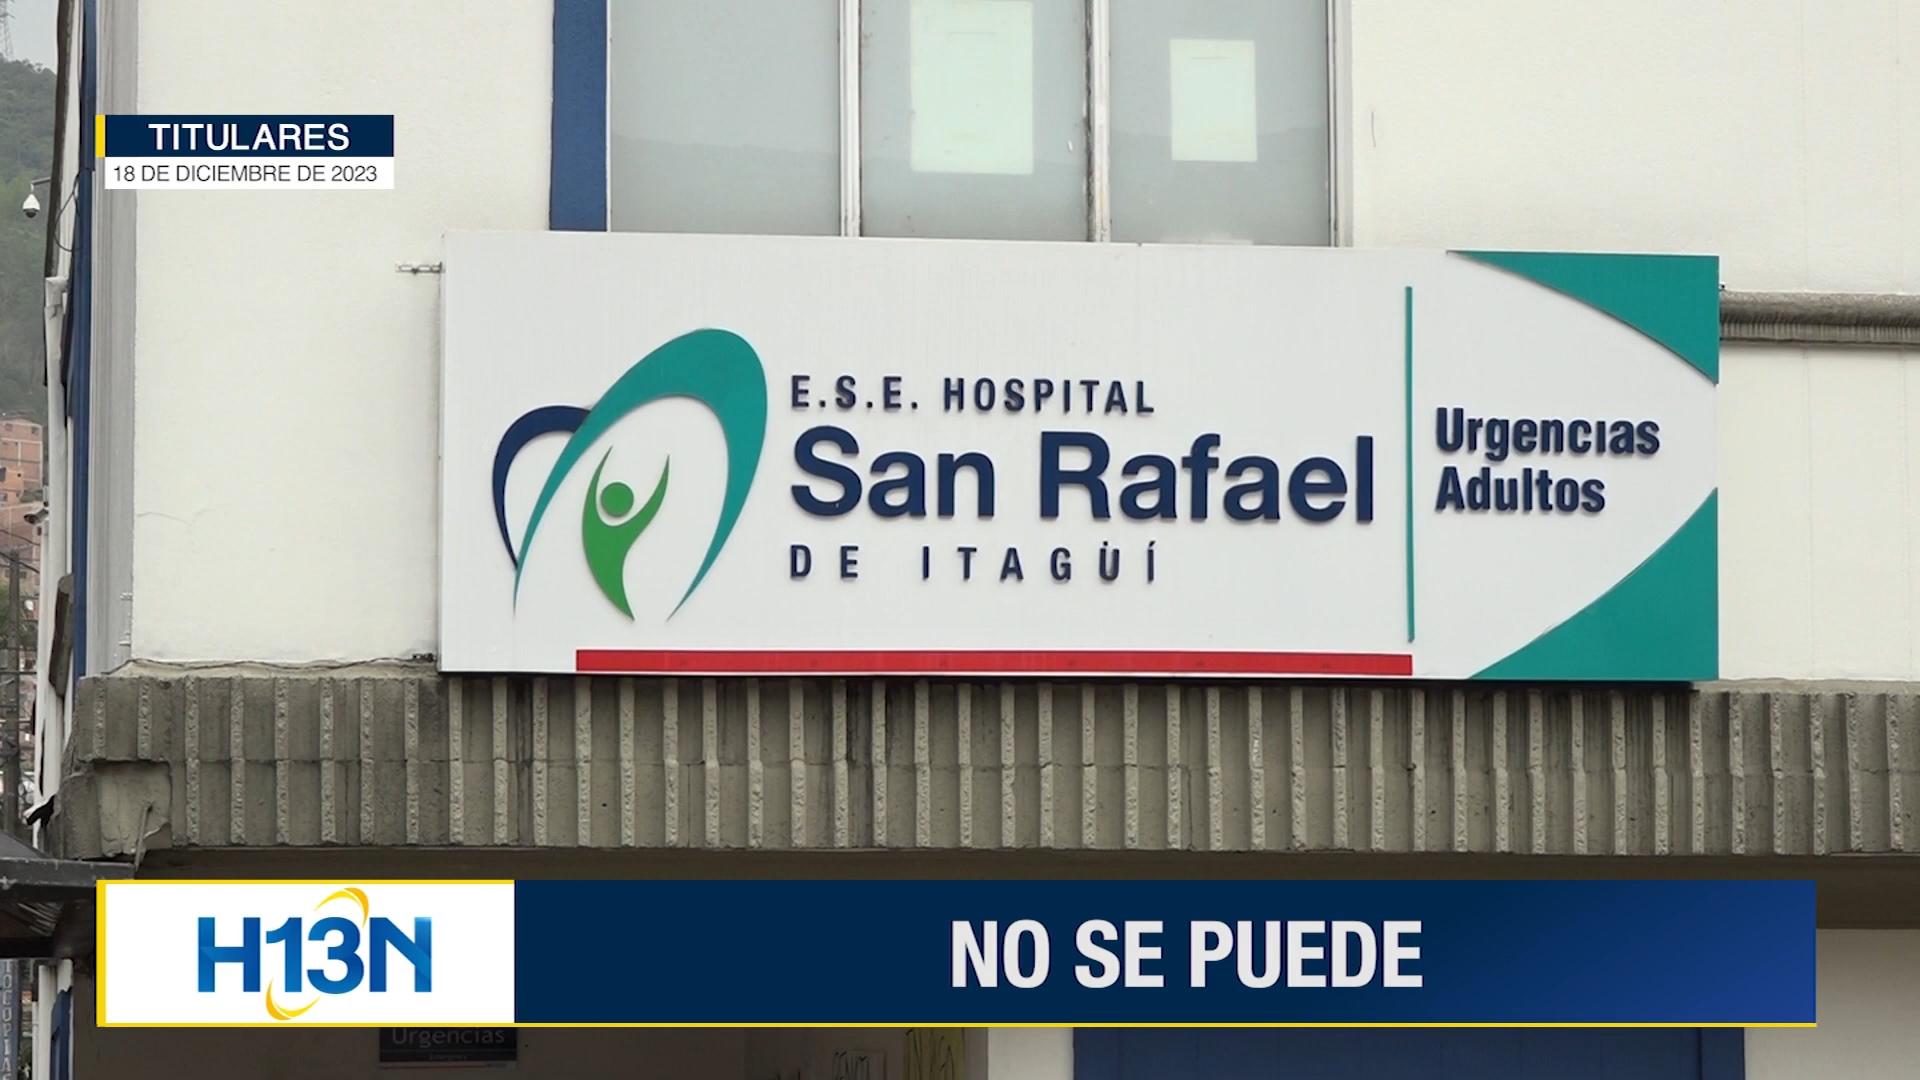 TITULARES
18 DE DICIEMBRE DE 2023
E.S.E. HOSPITAL
San Rafael
DE ITAGÜÍ
Urgencias
Adultos
H13N
NO SE PUEDE
Urgencias